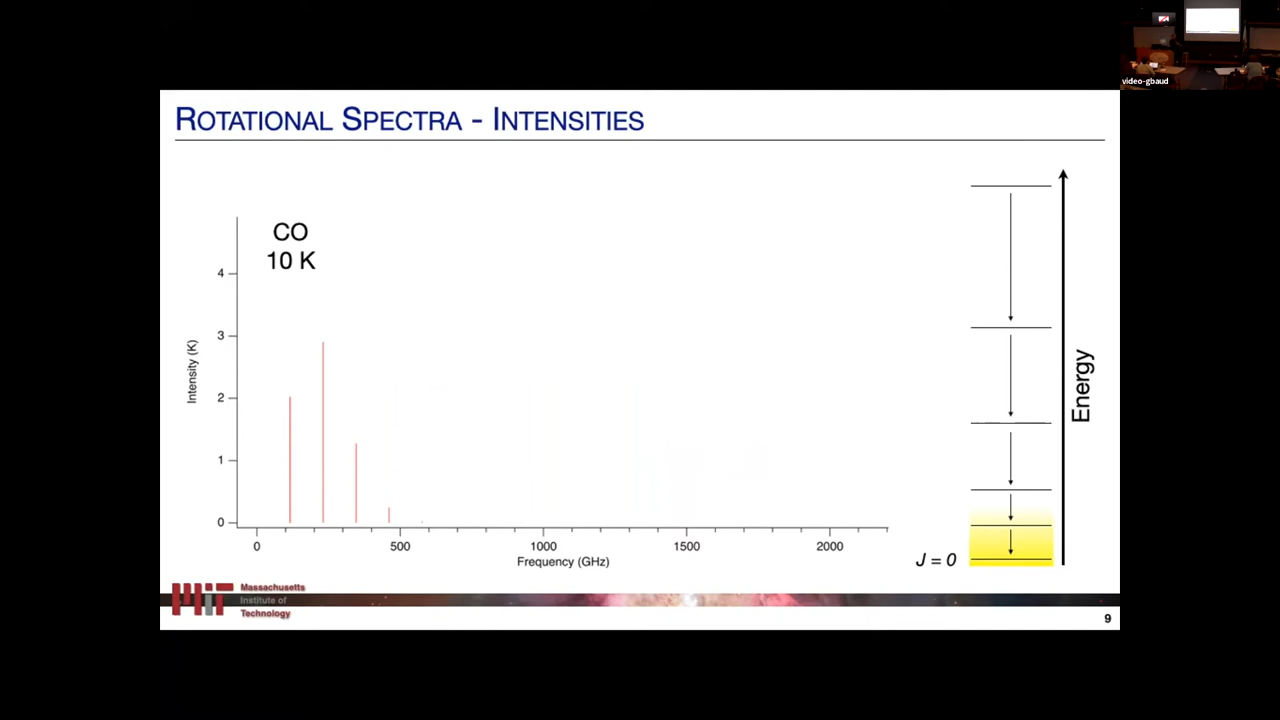 video-gbaud
ROTATIONAL SPECTRA - INTENSITIES
CO
10 K
4
3
2
1
0
Intensity (K)
0 500 1000 1500 2000
Frequency (GHz)
J = 0
Energy
Massachusetts
Institute of
Technology
MIT
9